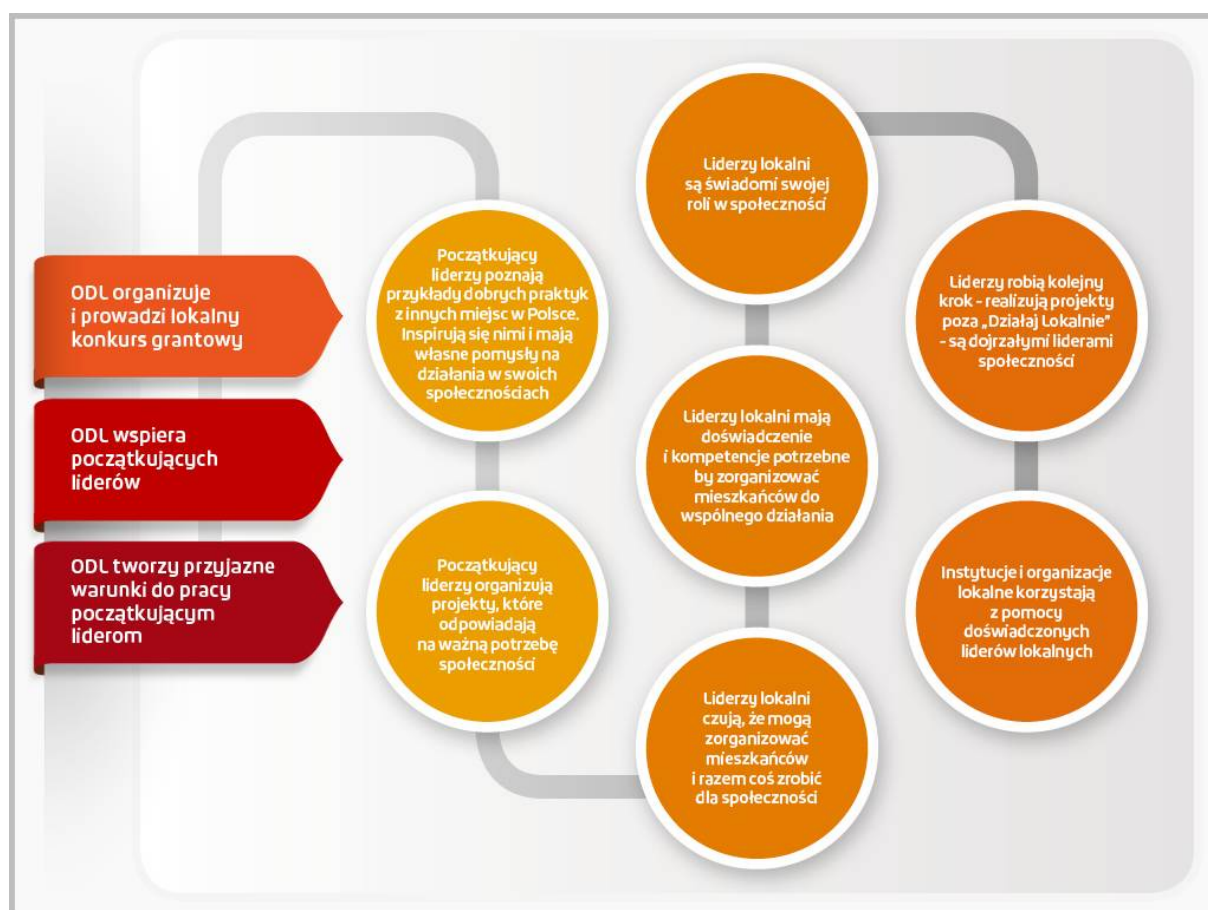 ODL organizuje
i prowadzi lokalny
konkurs grantowy
ODL wspiera
początkujących
liderów
ODL tworzy przyjazne
warunki do pracy
początkującym
liderom
Początkujący
liderzy poznają
przykłady dobrych praktyk
z innych miejsc w Polsce.
Inspirują się nimi i mają
własne pomysły na
działania w swoich
społecznościach
Początkujący
liderzy organizują
projekty, które
odpowiadają
na ważną potrzebę
społeczności
Liderzy lokalni
czują, że mogą
zorganizować
mieszkańców
i razem coś zrobić
dla społeczności
Liderzy lokalni mają
doświadczenie
i kompetencje potrzebne
by zorganizować
mieszkańców do
wspólnego działania
Liderzy lokalni
są świadomi swojej
roli w społeczności
Liderzy robią kolejny
krok - realizują projekty
poza „Działaj Lokalnie”
- są dojrzałymi liderami
społeczności
Instytucje i organizacje
lokalne korzystają
z pomocy
doświadczonych
liderów lokalnych